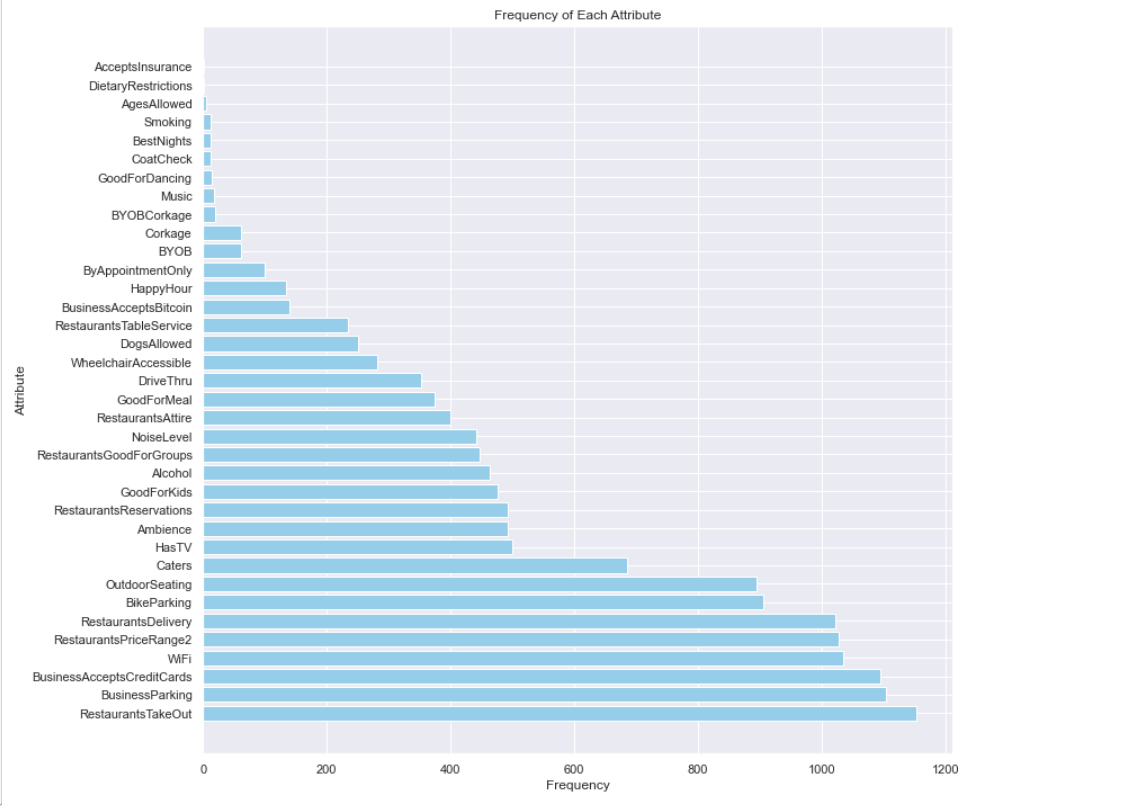 Frequency of Each Attribute
Attribute
AcceptsInsurance
DietaryRestrictions
AgesAllowed
Smoking
BestNights
CoatCheck
GoodForDancing
Music
BYOBCorkage
Corkage
BYOB
ByAppointmentOnly
HappyHour
BusinessAcceptsBitcoin
RestaurantsTableService
DogsAllowed
WheelchairAccessible
DriveThru
GoodForMeal
RestaurantsAttire
NoiseLevel
RestaurantsGoodForGroups
Alcohol
GoodForKids
RestaurantsReservations
Ambience
HasTV
Caters
OutdoorSeating
BikeParking
RestaurantsDelivery
RestaurantsPriceRange2
WiFi
BusinessAcceptsCreditCards
BusinessParking
RestaurantsTakeOut
0 200 400 600 800 1000 1200
Frequency